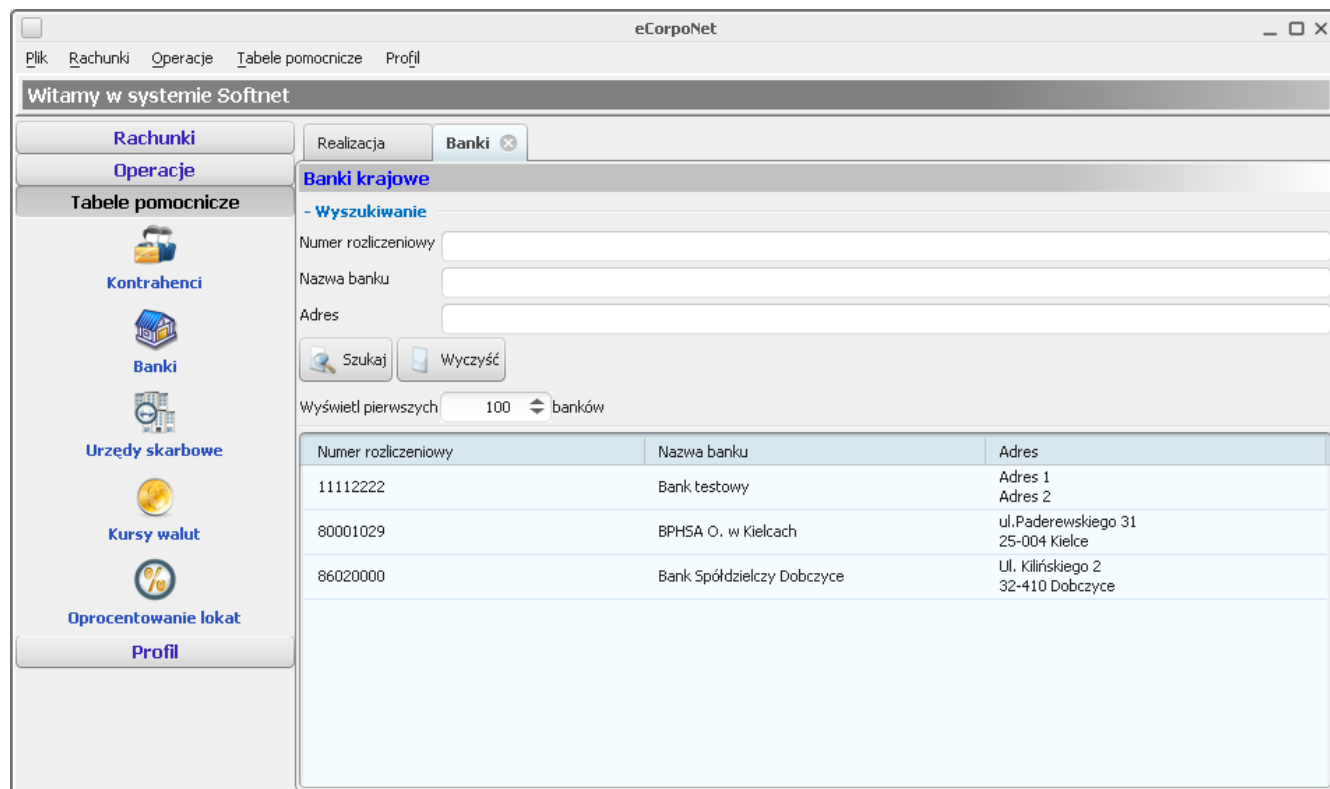 eCorpoNet
Plik Rachunki Operacje Tabele pomocnicze Profil
Witamy w systemie Softnet
Rachunki
Operacje
Tabele pomocnicze
Kontrahenci
Banki
Urzędy skarbowe
Kursy walut
Oprocentowanie lokat
Profil
Realizacja Banki
Banki krajowe
- Wyszukiwanie
Numer rozliczeniowy
Nazwa banku
Adres
Szukaj Wyczyść
Wyświetl pierwszych 100 banków
Numer rozliczeniowy Nazwa banku Adres
11112222 Bank testowy Adres 1
Adres 2
80001029 BPHSA O. w Kielcach ul.Paderewskiego 31
25-004 Kielce
86020000 Bank Spółdzielczy Dobczyce Ul. Kilińskiego 2
32-410 Dobczyce